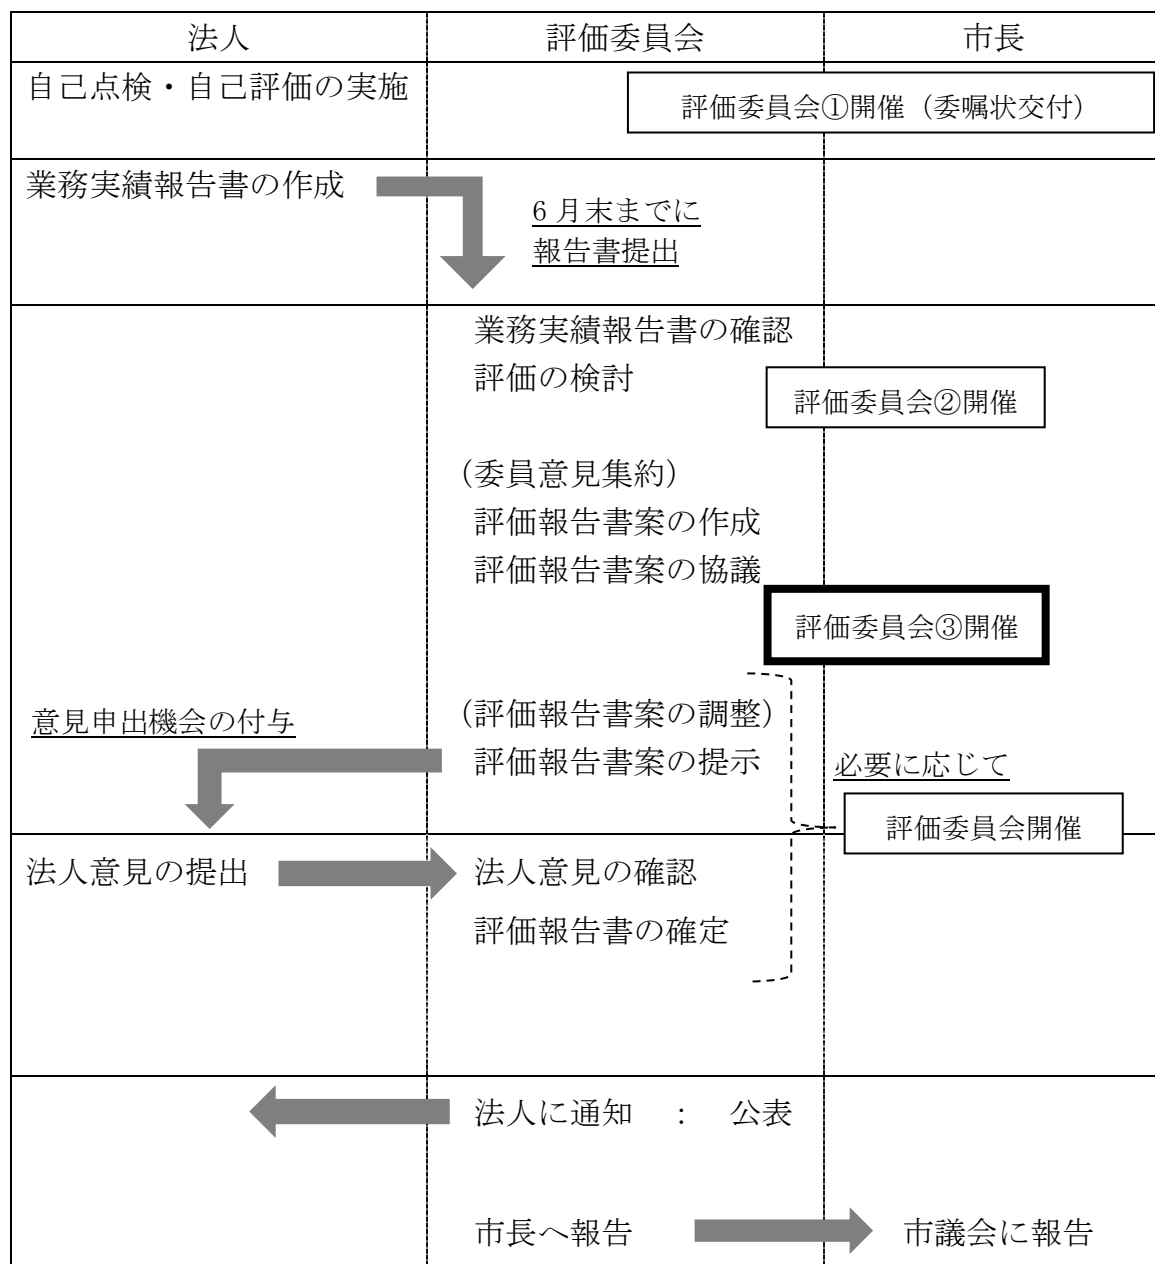 法人
評価委員会
市長
自己点検・自己評価の実施
評価委員会①開催（委嘱状交付）
業務実績報告書の作成
6 月末までに
報告書提出
業務実績報告書の確認
評価の検討
評価委員会②開催
（委員意見集約）
評価報告書案の作成
評価報告書案の協議
評価委員会③開催
意見申出機会の付与
（評価報告書案の調整）
評価報告書案の提示
必要に応じて
評価委員会開催
法人意見の提出
法人意見の確認
評価報告書の確定
法人に通知 ： 公表
市長へ報告
市議会に報告